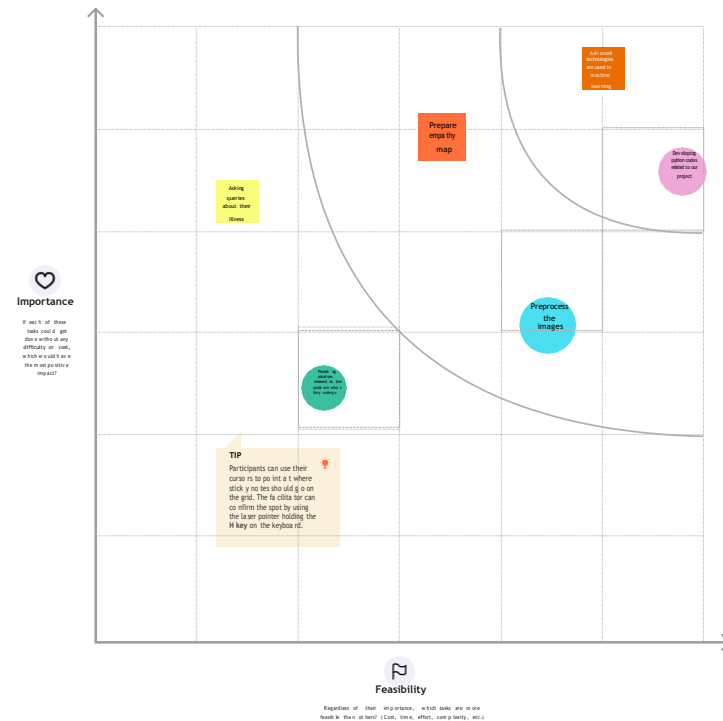 Advanced
technologies
are used in
machine
learning
Prepare
empathy
map
Developing
python codes
related to our
project
Asking
queries
about their
illness
Importance
If each of these
tasks could get
done without any
difficulty or cost,
which would have
the most positive
impact?
Preprocess
the
images
solutions
related to the
TIP
Participants can use their
cursors to point at where
sticky notes should go on
the grid. The facilitator can
confirm the spot by using
the laser pointer holding the
H key on the keyboard.
Feasibility
Regardless of their importance, which tasks are more
feasible than others? (Cost, time, effort, complexity, etc.)